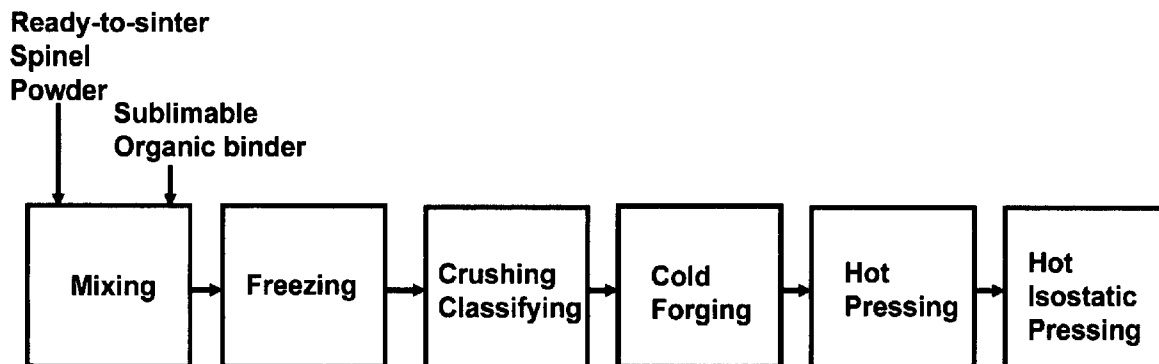 Ready-to-sinter
Spinel
Powder
Sublimable
Organic binder
Mixing
Freezing
Crushing
Classifying
Cold
Forging
Hot
Pressing
Hot
Isostatic
Pressing